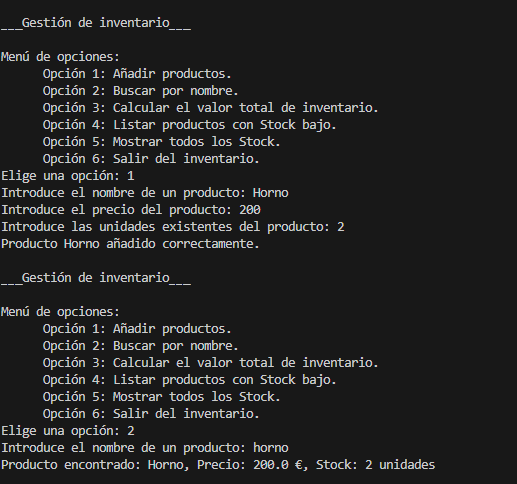 ___Gestión de inventario___
Menú de opciones:
Opción 1: Añadir productos.
Opción 2: Buscar por nombre.
Opción 3: Calcular el valor total de inventario.
Opción 4: Listar productos con Stock bajo.
Opción 5: Mostrar todos los Stock.
Opción 6: Salir del inventario.
Elige una opción: 1
Introduce el nombre de un producto: Horno
Introduce el precio del producto: 200
Introduce las unidades existentes del producto: 2
Producto Horno añadido correctamente.
___Gestión de inventario___
Menú de opciones:
Opción 1: Añadir productos.
Opción 2: Buscar por nombre.
Opción 3: Calcular el valor total de inventario.
Opción 4: Listar productos con Stock bajo.
Opción 5: Mostrar todos los Stock.
Opción 6: Salir del inventario.
Elige una opción: 2
Introduce el nombre de un producto: horno
Producto encontrado: Horno, Precio: 200.0 €, Stock: 2 unidades